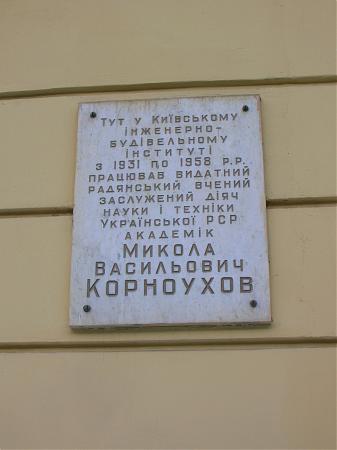 Тут у Київському
інженерно-
будівельному
інституті
з 1931 по 1958 р.р.
працював видатний
радянський вчений
заслужений діяч
науки і техніки
Української РСР
академік
Микола
Васильович
Корноухов